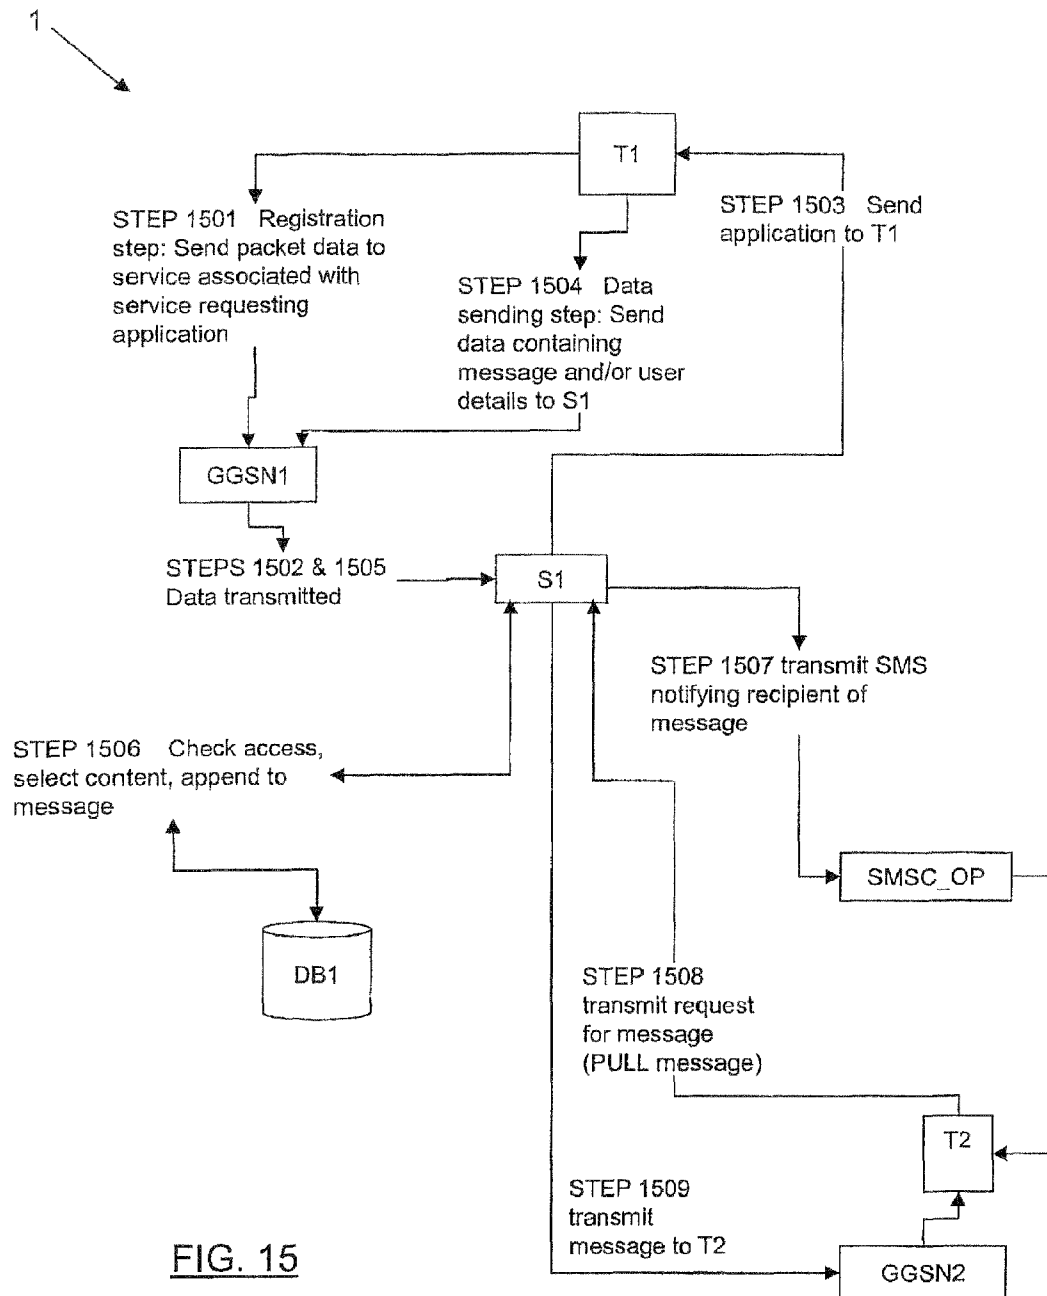 1
T1
STEP 1501 Registration
step: Send packet data to
service associated with
service requesting
application
STEP 1503 Send
application to T1
STEP 1504 Data
sending step: Send
data containing
message and/or user
details to S1
GGSN1
STEPS 1502 & 1505
Data transmitted
S1
STEP 1507 transmit SMS
notifying recipient of
message
STEP 1506 Check access,
select content, append to
message
SMSC_OP
DB1
STEP 1508
transmit request
for message
(PULL message)
T2
STEP 1509
transmit
message to T2
GGSN2
FIG. 15